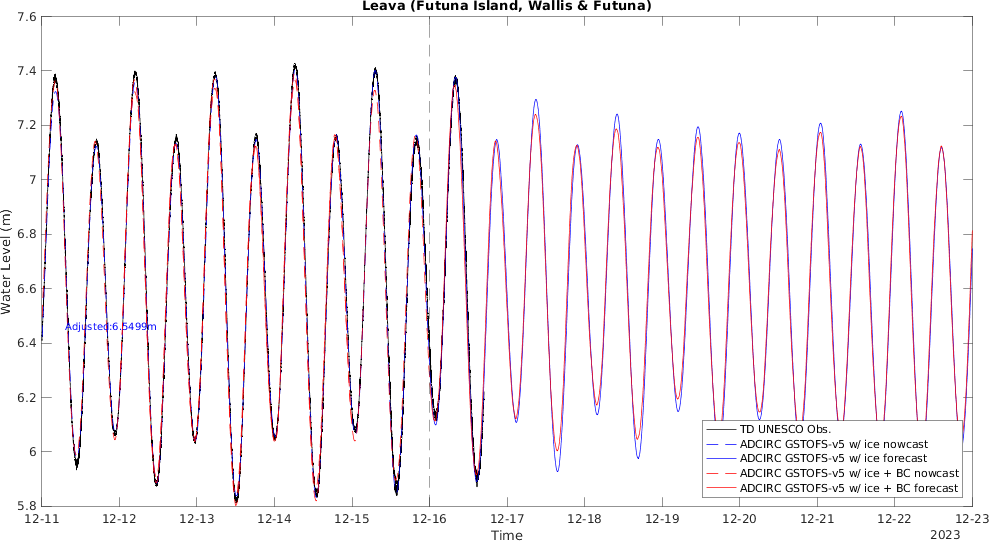 Leava (Futuna Island, Wallis & Futuna)
7.6
7.4
7.2
7
6.8
6.6
6.4
6.2
6
5.8
Water Level (m)
Adjusted:6.5499m
TD UNESCO Obs.
ADCIRC GSTOFS-v5 w/ ice nowcast
ADCIRC GSTOFS-v5 w/ ice forecast
ADCIRC GSTOFS-v5 w/ ice + BC nowcast
ADCIRC GSTOFS-v5 w/ ice + BC forecast
12-11 12-12 12-13 12-14 12-15 12-16 12-17 12-18 12-19 12-20 12-21 12-22 12-23
Time
2023